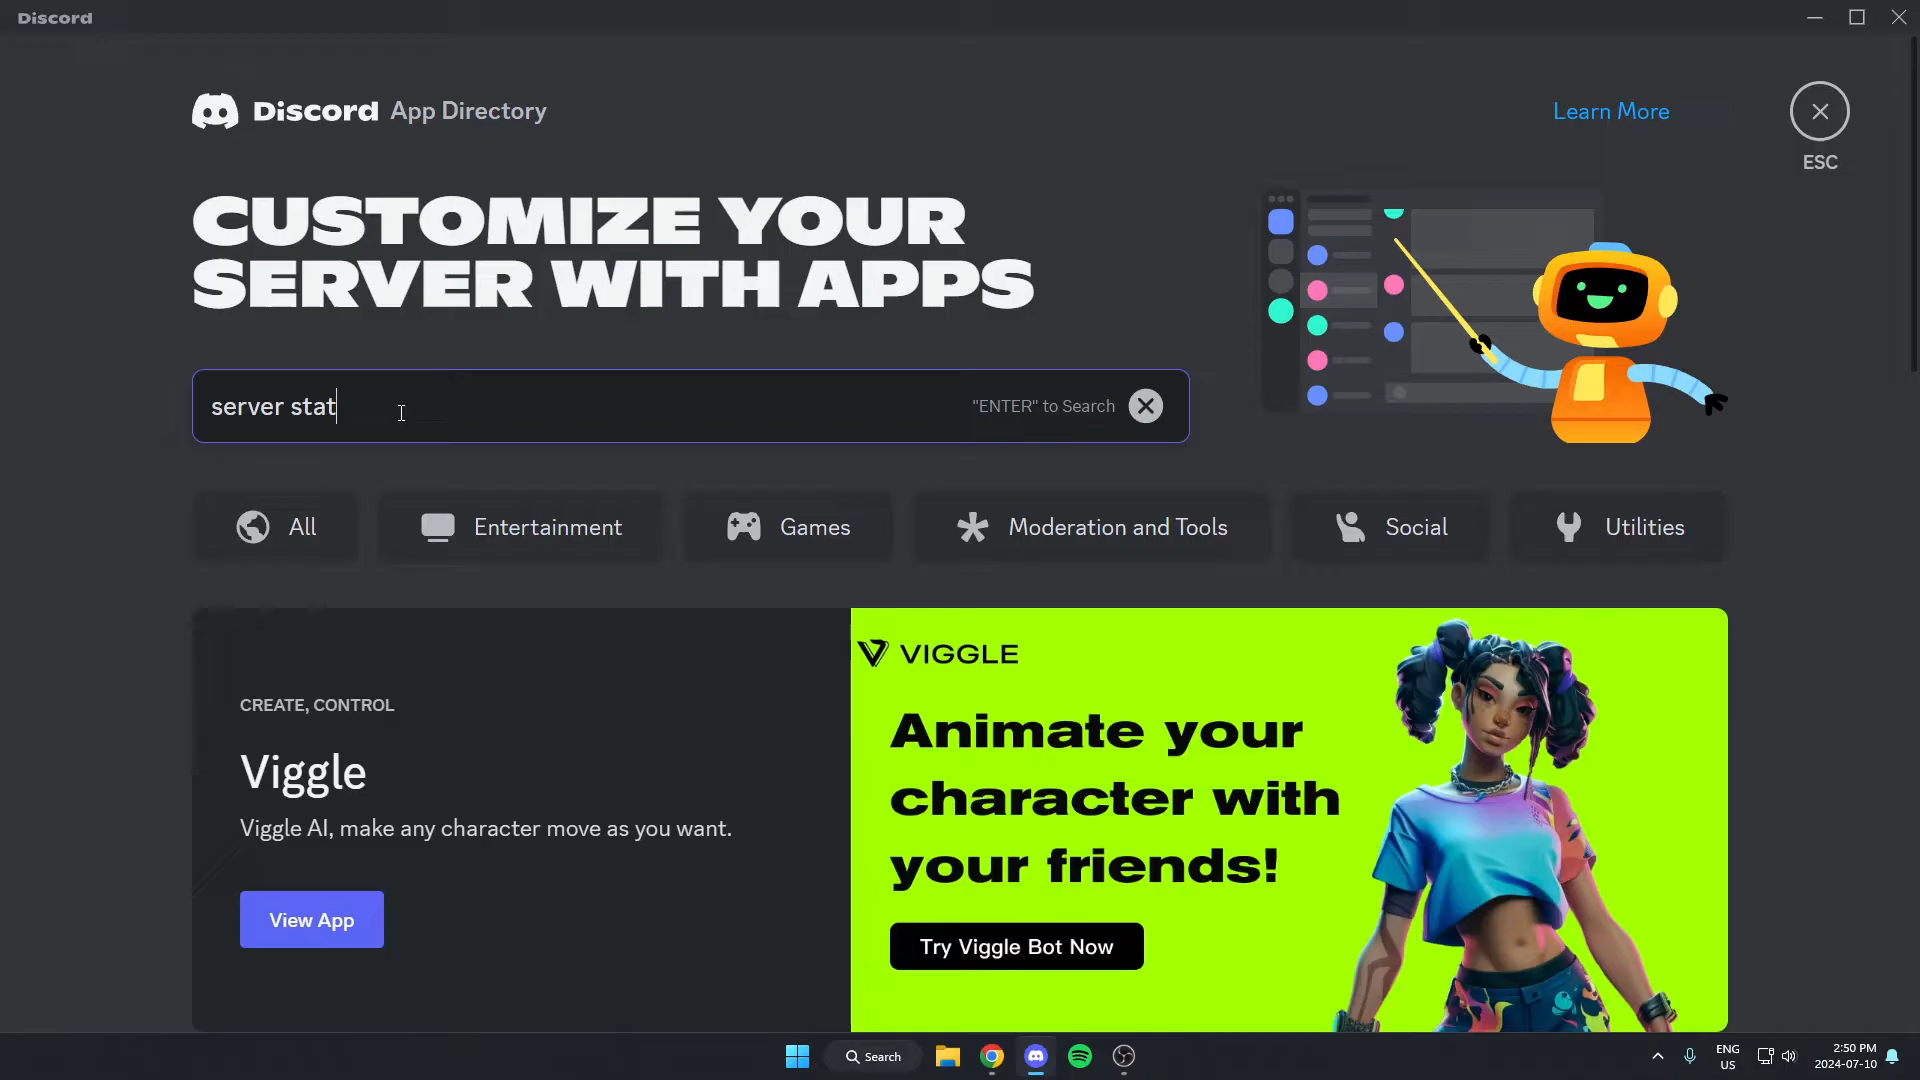 Discord
Discord App Directory
Learn More
ESC
CUSTOMIZE YOUR
SERVER WITH APPS
server stat
"ENTER" to Search
All
Entertainment
Games
Moderation and Tools
Social
Utilities
CREATE, CONTROL
Viggle
Viggle AI, make any character move as you want.
View App
VIGGLE
Animate your
character with
your friends!
Try Viggle Bot Now
Search
ENG
US
2:50 PM
2024-07-10